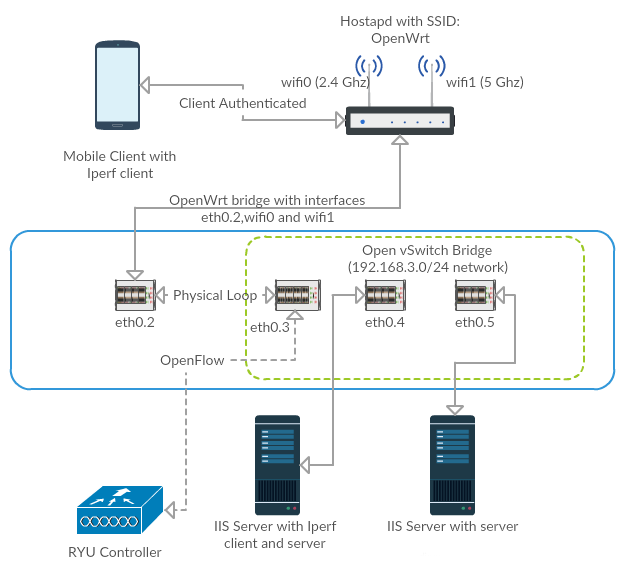 Hostapd with SSID:
OpenWrt
wifi0 (2.4 Ghz)
wifi1 (5 Ghz)
Client Authenticated
Mobile Client with
Iperf client
OpenWrt bridge with interfaces
eth0.2,wifi0 and wifi1
Open vSwitch Bridge
(192.168.3.0/24 network)
Physical Loop
eth0.2
eth0.3
eth0.4
eth0.5
OpenFlow
IIS Server with Iperf
client and server
IIS Server with server
RYU Controller